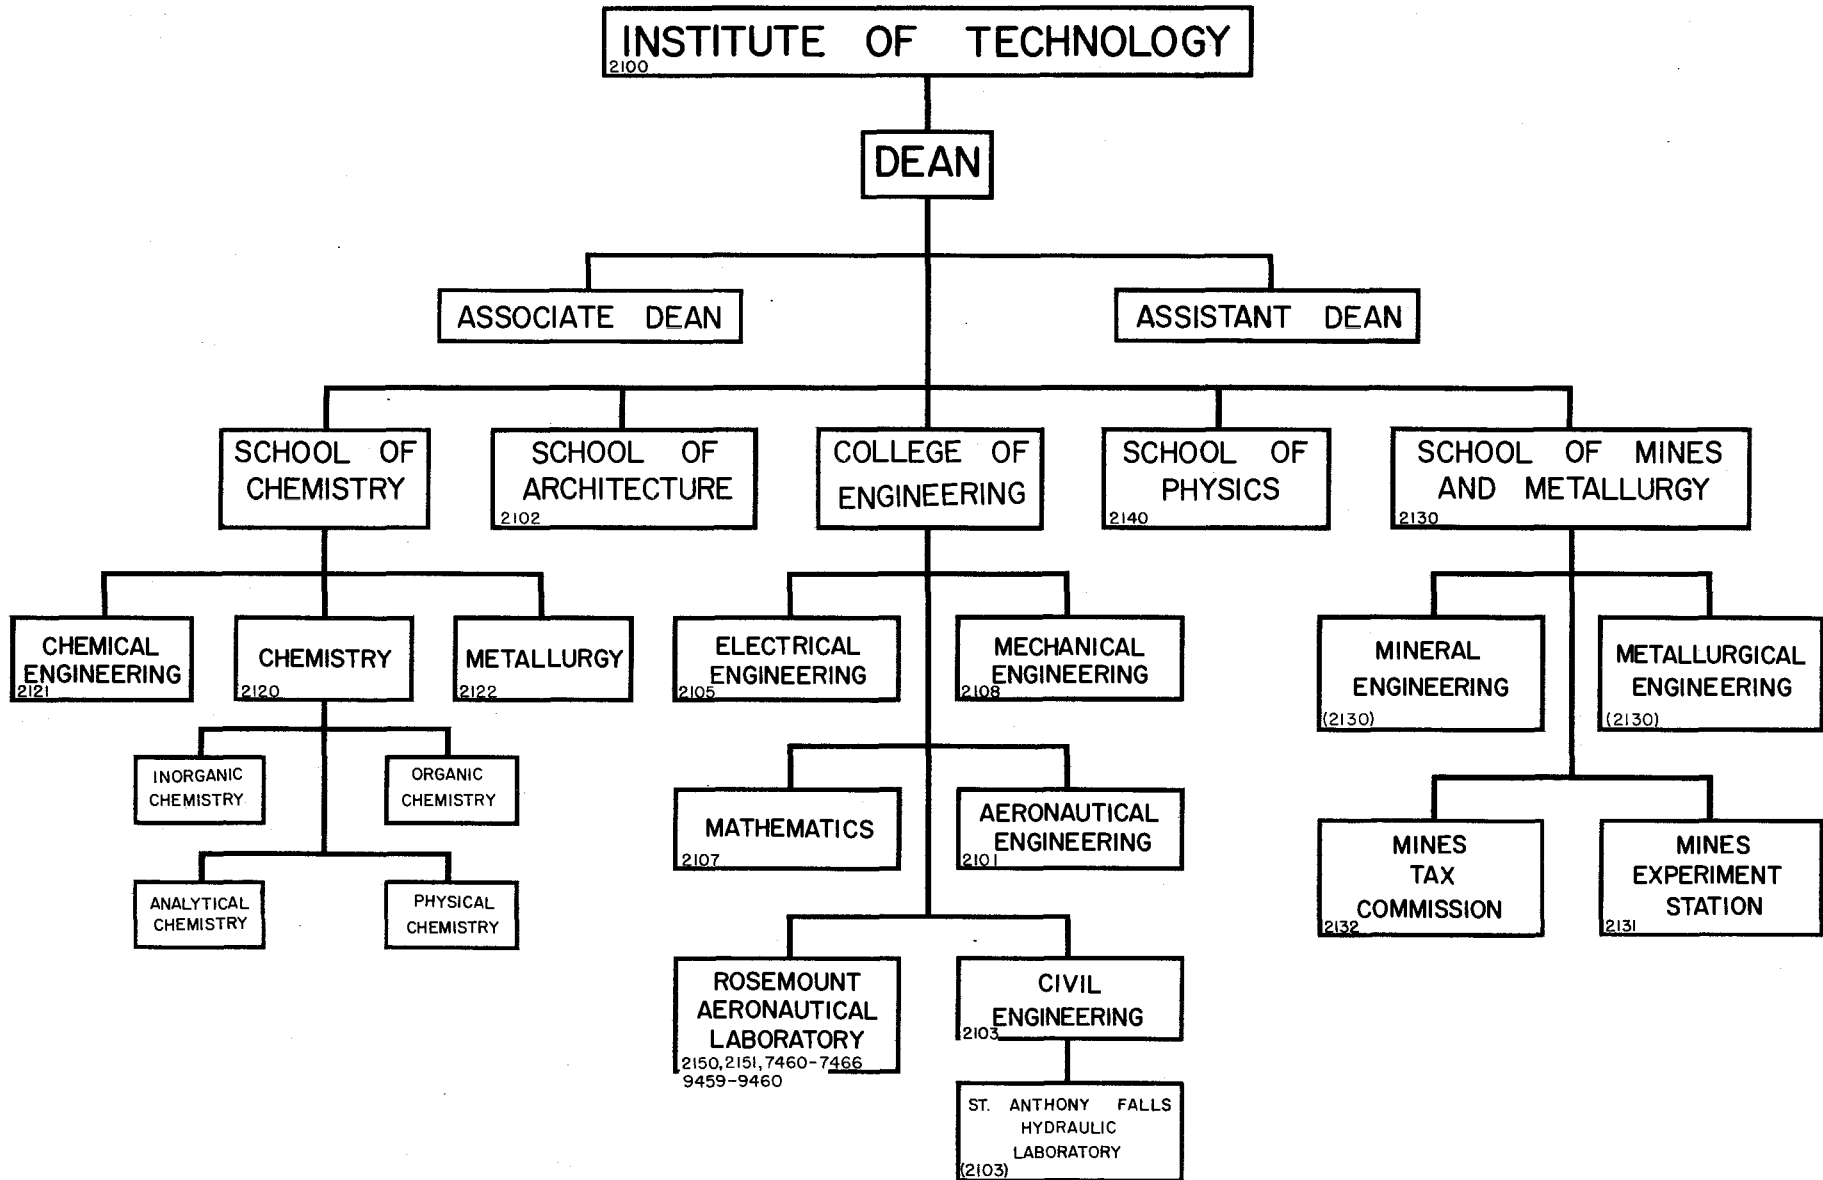 INSTITUTE OF TECHNOLOGY
2100
DEAN
ASSOCIATE DEAN
ASSISTANT DEAN
SCHOOL OF
CHEMISTRY
SCHOOL OF
ARCHITECTURE
2102
COLLEGE OF
ENGINEERING
SCHOOL OF
PHYSICS
2140
SCHOOL OF MINES
AND METALLURGY
2130
CHEMICAL
ENGINEERING
2121
CHEMISTRY
2120
METALLURGY
2122
ELECTRICAL
ENGINEERING
2105
MECHANICAL
ENGINEERING
2108
MINERAL
ENGINEERING
(2130)
METALLURGICAL
ENGINEERING
(2130)
INORGANIC
CHEMISTRY
ORGANIC
CHEMISTRY
MATHEMATICS
2107
AERONAUTICAL
ENGINEERING
2101
MINES
TAX
COMMISSION
2132
MINES
EXPERIMENT
STATION
2131
ANALYTICAL
CHEMISTRY
PHYSICAL
CHEMISTRY
ROSEMOUNT
AERONAUTICAL
LABORATORY
2150, 2151, 7460-7466
9459-9460
CIVIL
ENGINEERING
2103
ST. ANTHONY FALLS
HYDRAULIC
LABORATORY
(2103)